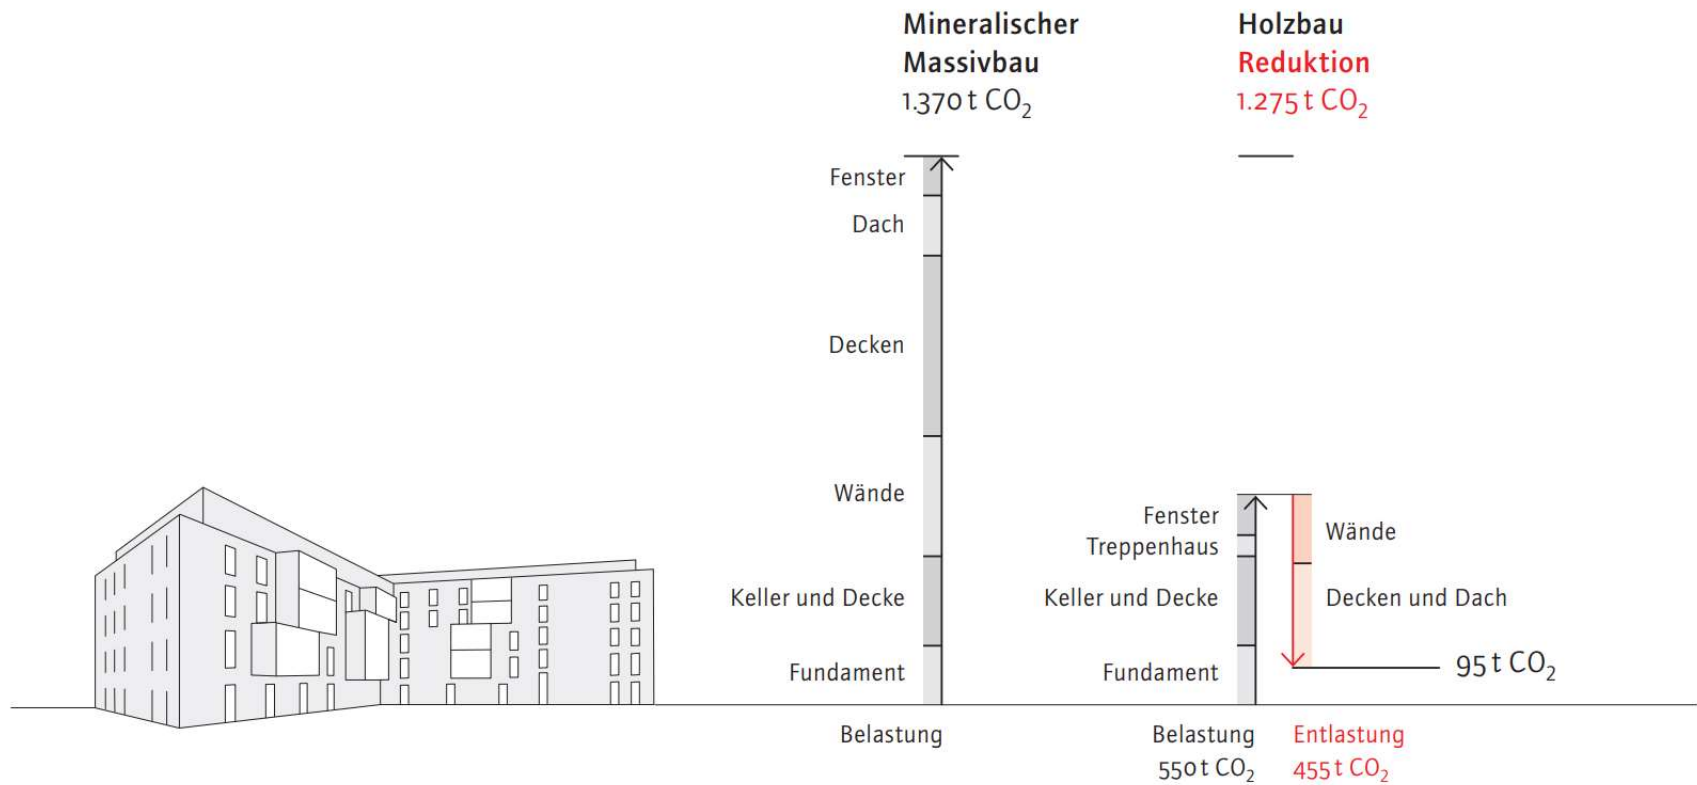 Mineralischer
Massivbau
1.370 t CO₂
Holzbau
Reduktion
1.275 t CO₂
Fenster
Dach
Decken
Wände
Keller und Decke
Fundament
Belastung
Fenster
Treppenhaus
Keller und Decke
Fundament
Wände
Decken und Dach
95 t CO₂
Belastung
550 t CO₂
Entlastung
455 t CO₂